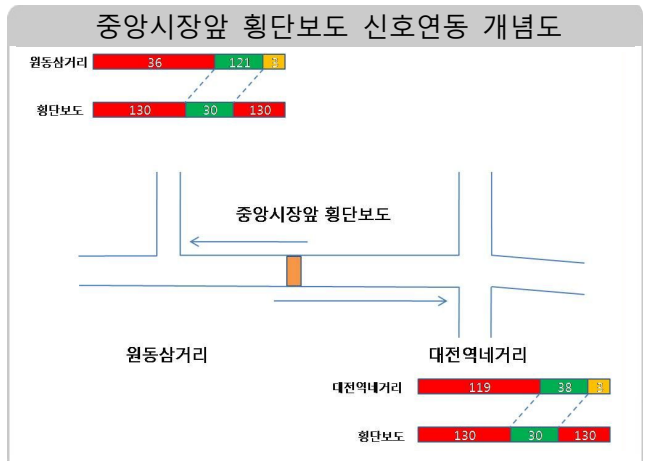 중앙시장앞 횡단보도 신호연동 개념도
원동삼거리 36 121
횡단보도 130 30 130
중앙시장앞 횡단보도
원동삼거리 대전역네거리
대전역네거리 119 38
횡단보도 130 30 130